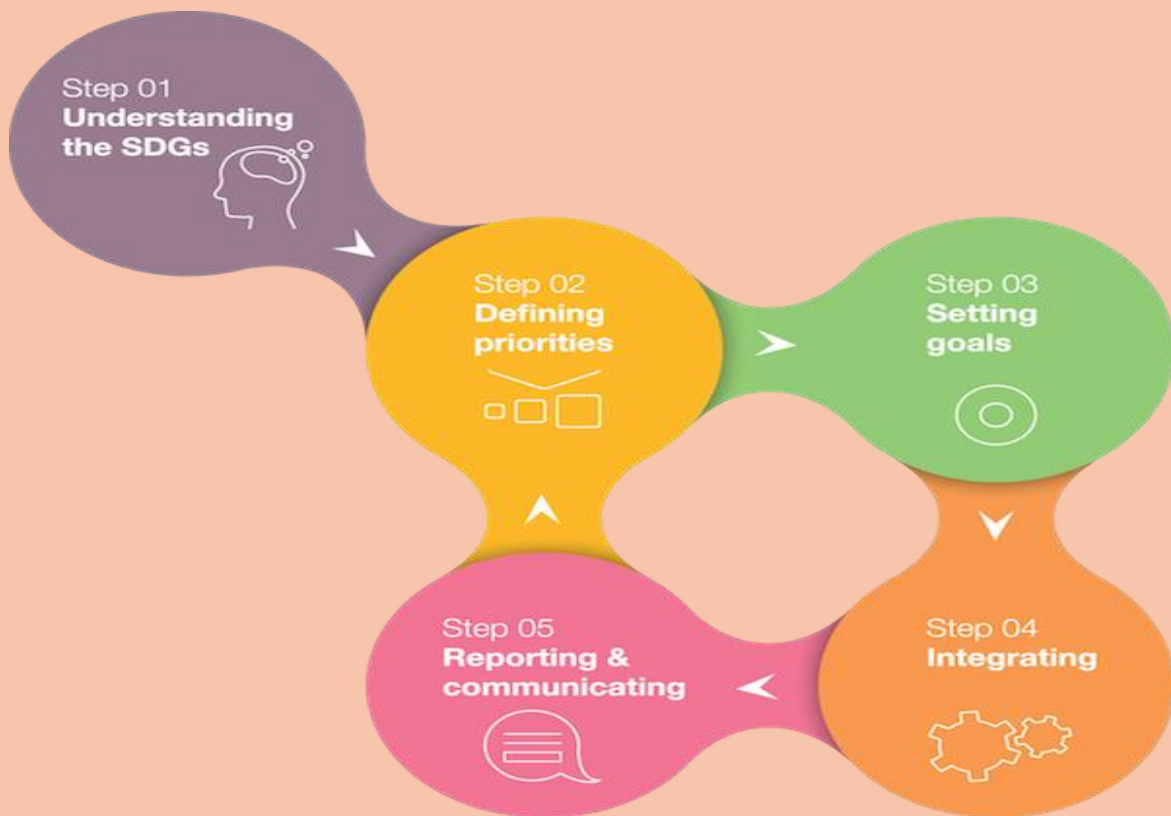 Step 01
Understanding
the SDGs
Step 02
Defining
priorities
Step 03
Setting
goals
Step 04
Integrating
Step 05
Reporting &
communicating